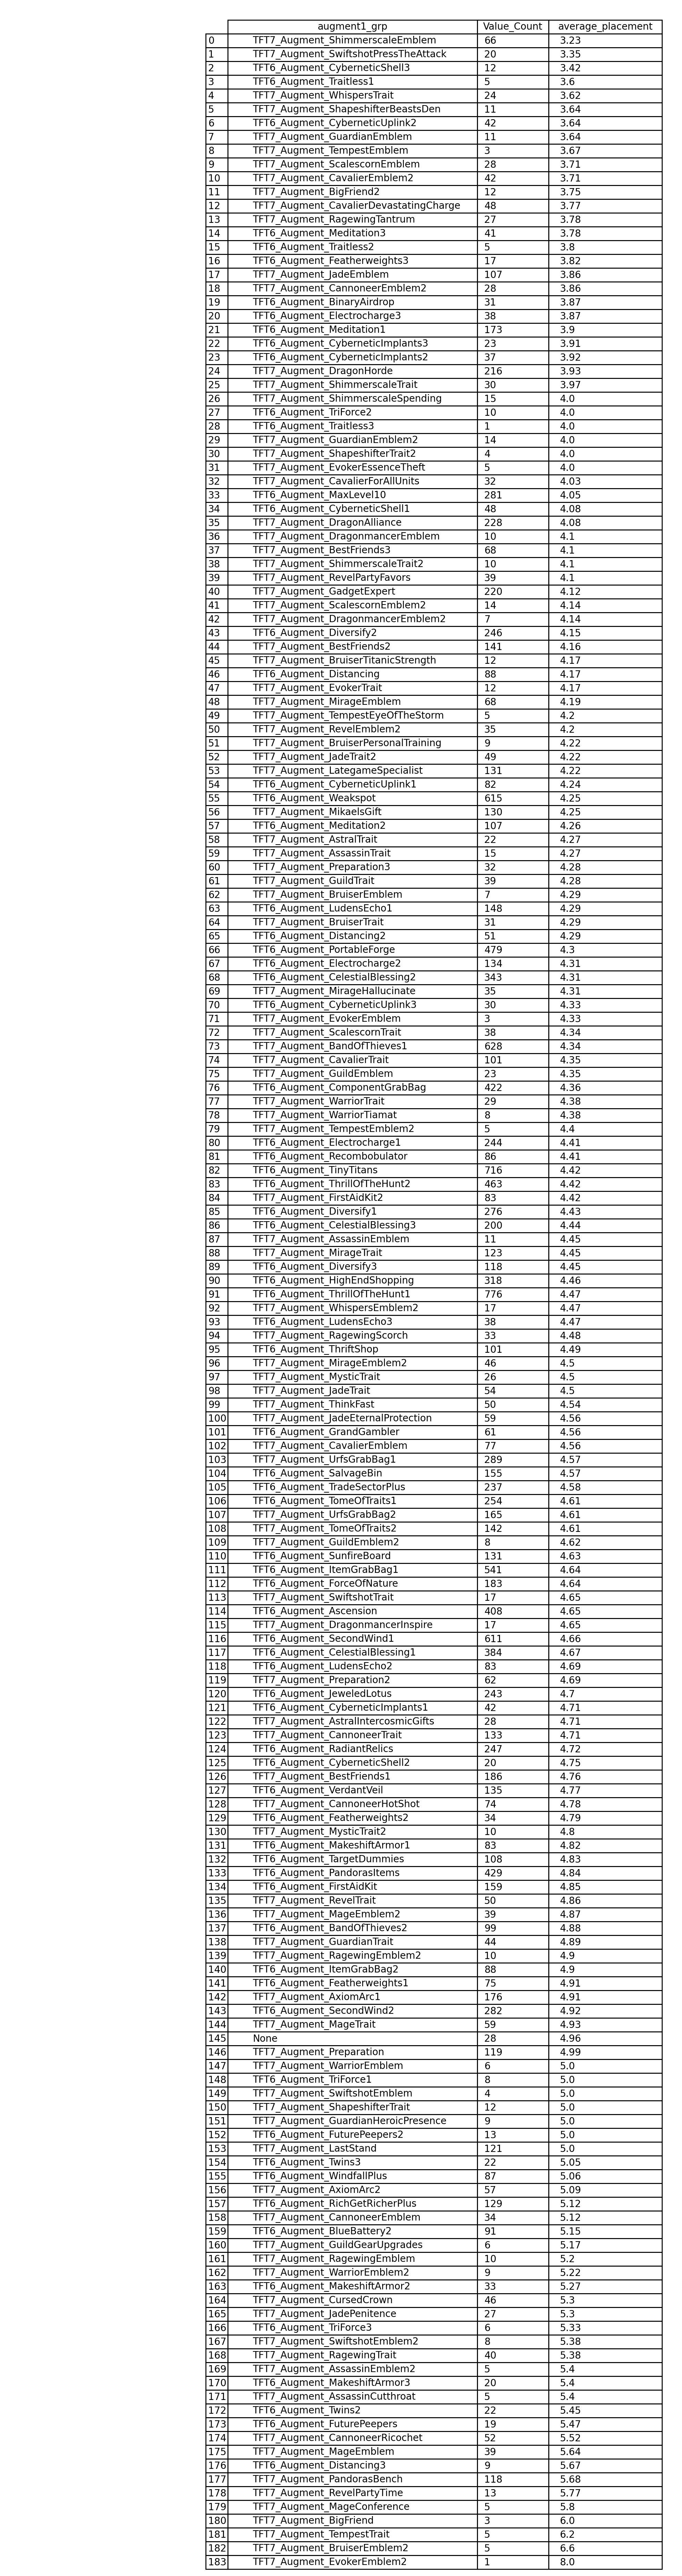 augment1_grp Value_Count average_placement
0 TFT7_Augment_ShimmerscaleEmblem 66 3.23
1 TFT7_Augment_SwiftshotPressTheAttack 20 3.35
2 TFT6_Augment_CyberneticShell3 12 3.42
3 TFT6_Augment_Traitless1 5 3.6
4 TFT7_Augment_WhispersTrait 24 3.62
5 TFT7_Augment_ShapeshifterBeastsDen 11 3.64
6 TFT6_Augment_CyberneticUplink2 42 3.64
7 TFT7_Augment_GuardianEmblem 11 3.64
8 TFT7_Augment_TempestEmblem 3 3.67
9 TFT7_Augment_ScalescornEmblem 28 3.71
10 TFT7_Augment_CavalierEmblem2 42 3.71
11 TFT7_Augment_BigFriend2 12 3.75
12 TFT7_Augment_CavalierDevastatingCharge 48 3.77
13 TFT7_Augment_RagewingTantrum 27 3.78
14 TFT6_Augment_Meditation3 41 3.78
15 TFT6_Augment_Traitless2 5 3.8
16 TFT6_Augment_Featherweights3 17 3.82
17 TFT7_Augment_JadeEmblem 107 3.86
18 TFT7_Augment_CannoneerEmblem2 28 3.86
19 TFT6_Augment_BinaryAirdrop 31 3.87
20 TFT6_Augment_Electrocharge3 38 3.87
21 TFT6_Augment_Meditation1 173 3.9
22 TFT6_Augment_CyberneticImplants3 23 3.91
23 TFT6_Augment_CyberneticImplants2 37 3.92
24 TFT7_Augment_DragonHorde 216 3.93
25 TFT7_Augment_ShimmerscaleTrait 30 3.97
26 TFT7_Augment_ShimmerscaleSpending 15 4.0
27 TFT6_Augment_TriForce2 10 4.0
28 TFT6_Augment_Traitless3 1 4.0
29 TFT7_Augment_GuardianEmblem2 14 4.0
30 TFT7_Augment_ShapeshifterTrait2 4 4.0
31 TFT7_Augment_EvokerEssenceTheft 5 4.0
32 TFT7_Augment_CavalierForAllUnits 32 4.03
33 TFT6_Augment_MaxLevel10 281 4.05
34 TFT6_Augment_CyberneticShell1 48 4.08
35 TFT7_Augment_DragonAlliance 228 4.08
36 TFT7_Augment_DragonmancerEmblem 10 4.1
37 TFT7_Augment_BestFriends3 68 4.1
38 TFT7_Augment_ShimmerscaleTrait2 10 4.1
39 TFT7_Augment_RevelPartyFavors 39 4.1
40 TFT7_Augment_GadgetExpert 220 4.12
41 TFT7_Augment_ScalescornEmblem2 14 4.14
42 TFT7_Augment_DragonmancerEmblem2 7 4.14
43 TFT6_Augment_Diversify2 246 4.15
44 TFT7_Augment_BestFriends2 141 4.16
45 TFT7_Augment_BruiserTitanicStrength 12 4.17
46 TFT6_Augment_Distancing 88 4.17
47 TFT7_Augment_EvokerTrait 12 4.17
48 TFT7_Augment_MirageEmblem 68 4.19
49 TFT7_Augment_TempestEyeOfTheStorm 5 4.2
50 TFT7_Augment_RevelEmblem2 35 4.2
51 TFT7_Augment_BruiserPersonalTraining 9 4.22
52 TFT7_Augment_JadeTrait2 49 4.22
53 TFT7_Augment_LategameSpecialist 131 4.22
54 TFT6_Augment_CyberneticUplink1 82 4.24
55 TFT6_Augment_Weakspot 615 4.25
56 TFT7_Augment_MikaelsGift 130 4.25
57 TFT6_Augment_Meditation2 107 4.26
58 TFT7_Augment_AstralTrait 22 4.27
59 TFT7_Augment_AssassinTrait 15 4.27
60 TFT7_Augment_Preparation3 32 4.28
61 TFT7_Augment_GuildTrait 39 4.28
62 TFT7_Augment_BruiserEmblem 7 4.29
63 TFT6_Augment_LudensEcho1 148 4.29
64 TFT7_Augment_BruiserTrait 31 4.29
65 TFT6_Augment_Distancing2 51 4.29
66 TFT6_Augment_PortableForge 479 4.3
67 TFT6_Augment_Electrocharge2 134 4.31
68 TFT6_Augment_CelestialBlessing2 343 4.31
69 TFT7_Augment_MirageHallucinate 35 4.31
70 TFT6_Augment_CyberneticUplink3 30 4.33
71 TFT7_Augment_EvokerEmblem 3 4.33
72 TFT7_Augment_ScalescornTrait 38 4.34
73 TFT7_Augment_BandOfThieves1 628 4.34
74 TFT7_Augment_CavalierTrait 101 4.35
75 TFT7_Augment_GuildEmblem 23 4.35
76 TFT6_Augment_ComponentGrabBag 422 4.36
77 TFT7_Augment_WarriorTrait 29 4.38
78 TFT7_Augment_WarriorTiamat 8 4.38
79 TFT7_Augment_TempestEmblem2 5 4.4
80 TFT6_Augment_Electrocharge1 244 4.41
81 TFT7_Augment_Recombobulator 86 4.41
82 TFT6_Augment_TinyTitans 716 4.42
83 TFT6_Augment_ThrillOfTheHunt2 463 4.42
84 TFT7_Augment_FirstAidKit2 83 4.42
85 TFT6_Augment_Diversify1 276 4.43
86 TFT6_Augment_CelestialBlessing3 200 4.44
87 TFT7_Augment_AssassinEmblem 11 4.45
88 TFT7_Augment_MirageTrait 123 4.45
89 TFT6_Augment_Diversify3 118 4.45
90 TFT6_Augment_HighEndShopping 318 4.46
91 TFT6_Augment_ThrillOfTheHunt1 776 4.47
92 TFT7_Augment_WhispersEmblem2 17 4.47
93 TFT6_Augment_LudensEcho3 38 4.47
94 TFT7_Augment_RagewingScorch 33 4.48
95 TFT6_Augment_ThriftShop 101 4.49
96 TFT7_Augment_MirageEmblem2 46 4.5
97 TFT7_Augment_MysticTrait 26 4.5
98 TFT7_Augment_JadeTrait 54 4.5
99 TFT7_Augment_ThinkFast 50 4.54
100 TFT7_Augment_JadeEternalProtection 59 4.56
101 TFT6_Augment_GrandGambler 61 4.56
102 TFT7_Augment_CavalierEmblem 77 4.56
103 TFT7_Augment_UrfsGrabBag1 289 4.57
104 TFT6_Augment_SalvageBin 155 4.57
105 TFT6_Augment_TradeSectorPlus 237 4.58
106 TFT6_Augment_TomeOfTraits1 254 4.61
107 TFT7_Augment_UrfsGrabBag2 165 4.61
108 TFT7_Augment_TomeOfTraits2 142 4.61
109 TFT7_Augment_GuildEmblem2 8 4.62
110 TFT6_Augment_SunfireBoard 131 4.63
111 TFT6_Augment_ItemGrabBag1 541 4.64
112 TFT6_Augment_ForceOfNature 183 4.64
113 TFT7_Augment_SwiftshotTrait 17 4.65
114 TFT6_Augment_Ascension 408 4.65
115 TFT7_Augment_DragonmancerInspire 17 4.65
116 TFT6_Augment_SecondWind1 611 4.66
117 TFT6_Augment_CelestialBlessing1 384 4.67
118 TFT6_Augment_LudensEcho2 83 4.69
119 TFT7_Augment_Preparation2 62 4.69
120 TFT6_Augment_JeweledLotus 243 4.7
121 TFT6_Augment_CyberneticImplants1 42 4.71
122 TFT7_Augment_AstralIntercosmicGifts 28 4.71
123 TFT7_Augment_CannoneerTrait 133 4.71
124 TFT6_Augment_RadiantRelics 247 4.72
125 TFT6_Augment_CyberneticShell2 20 4.75
126 TFT7_Augment_BestFriends1 186 4.76
127 TFT6_Augment_VerdantVeil 135 4.77
128 TFT7_Augment_CannoneerHotShot 74 4.78
129 TFT6_Augment_Featherweights2 34 4.79
130 TFT7_Augment_MysticTrait2 10 4.8
131 TFT6_Augment_MakeshiftArmor1 83 4.82
132 TFT6_Augment_TargetDummies 108 4.83
133 TFT6_Augment_PandorasItems 429 4.84
134 TFT6_Augment_FirstAidKit 159 4.85
135 TFT7_Augment_RevelTrait 50 4.86
136 TFT7_Augment_MageEmblem2 39 4.87
137 TFT6_Augment_BandOfThieves2 99 4.88
138 TFT7_Augment_GuardianTrait 44 4.89
139 TFT7_Augment_RagewingEmblem2 10 4.9
140 TFT6_Augment_ItemGrabBag2 88 4.9
141 TFT6_Augment_Featherweights1 75 4.91
142 TFT7_Augment_AxiomArc1 176 4.91
143 TFT6_Augment_SecondWind2 282 4.92
144 TFT7_Augment_MageTrait 59 4.93
145 None 28 4.96
146 TFT7_Augment_Preparation 119 4.99
147 TFT7_Augment_WarriorEmblem 6 5.0
148 TFT6_Augment_TriForce1 8 5.0
149 TFT7_Augment_SwiftshotEmblem 4 5.0
150 TFT7_Augment_ShapeshifterTrait 12 5.0
151 TFT7_Augment_GuardianHeroicPresence 9 5.0
152 TFT6_Augment_FuturePeepers2 13 5.0
153 TFT7_Augment_LastStand 121 5.0
154 TFT6_Augment_Twins3 22 5.05
155 TFT6_Augment_WindfallPlus 87 5.06
156 TFT7_Augment_AxiomArc2 57 5.09
157 TFT6_Augment_RichGetRicherPlus 129 5.12
158 TFT7_Augment_CannoneerEmblem 34 5.12
159 TFT6_Augment_BlueBattery2 91 5.15
160 TFT7_Augment_GuildGearUpgrades 6 5.17
161 TFT7_Augment_RagewingEmblem 10 5.2
162 TFT7_Augment_WarriorEmblem2 9 5.22
163 TFT6_Augment_MakeshiftArmor2 33 5.27
164 TFT7_Augment_CursedCrown 46 5.3
165 TFT7_Augment_JadePenitence 27 5.3
166 TFT6_Augment_TriForce3 6 5.33
167 TFT7_Augment_SwiftshotEmblem2 8 5.38
168 TFT7_Augment_RagewingTrait 40 5.38
169 TFT7_Augment_AssassinEmblem2 5 5.4
170 TFT6_Augment_MakeshiftArmor3 20 5.4
171 TFT7_Augment_AssassinCutthroat 5 5.4
172 TFT6_Augment_Twins2 22 5.45
173 TFT6_Augment_FuturePeepers 19 5.47
174 TFT7_Augment_CannoneerRicochet 52 5.52
175 TFT7_Augment_MageEmblem 39 5.64
176 TFT6_Augment_Distancing3 9 5.67
177 TFT7_Augment_PandorasBench 118 5.68
178 TFT7_Augment_RevelPartyTime 13 5.77
179 TFT7_Augment_MageConference 5 5.8
180 TFT7_Augment_BigFriend 3 6.0
181 TFT7_Augment_TempestTrait 5 6.2
182 TFT7_Augment_BruiserEmblem2 5 6.6
183 TFT7_Augment_EvokerEmblem2 1 8.0